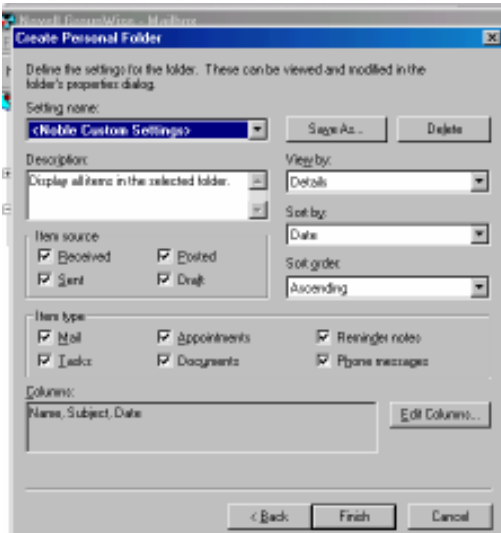 Novell GroupWise - Mailbox
Create Personal Folder
Define the settings for the folder. These can be viewed and modified in the
folder's properties dialog.
Setting name:
<Noble Custom Settings>
Save As...
Delete
Description:
Display all items in the selected folder.
View by:
Details
Sort by:
Date
Item source
Received
Posted
Sent
Draft
Sort order:
Ascending
Item type
Mail
Appointments
Reminder notes
Tasks
Documents
Phone messages
Columns:
Name, Subject, Date
Edit Columns...
< Back
Finish
Cancel